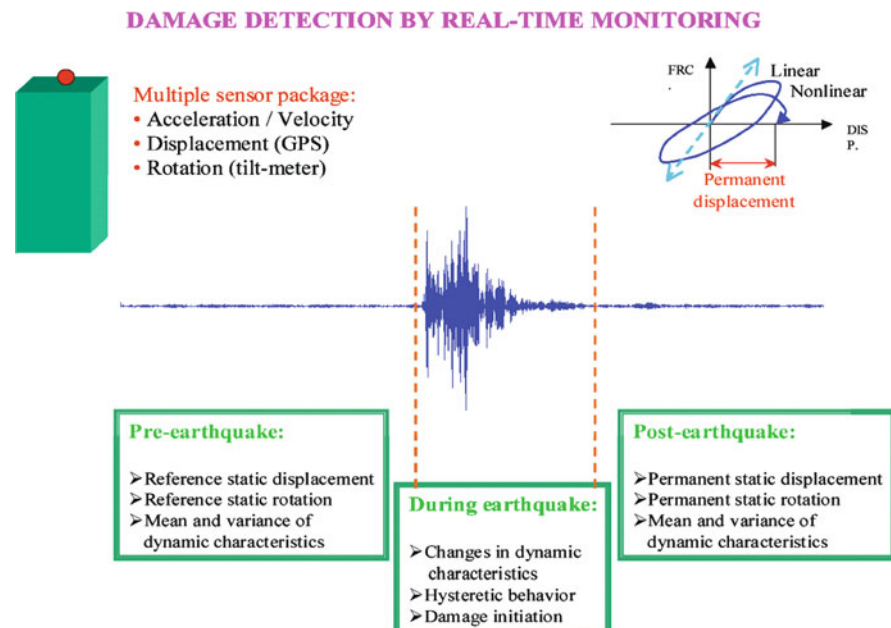 DAMAGE DETECTION BY REAL-TIME MONITORING
Multiple sensor package:
• Acceleration / Velocity
• Displacement (GPS)
• Rotation (tilt-meter)
FRC
.
Linear
Nonlinear
DIS
P.
Permanent
displacement
Pre-earthquake:
➢Reference static displacement
➢Reference static rotation
➢Mean and variance of
dynamic characteristics
During earthquake:
➢Changes in dynamic
characteristics
➢Hysteretic behavior
➢Damage initiation
Post-earthquake:
➢Permanent static displacement
➢Permanent static rotation
➢Mean and variance of
dynamic characteristics